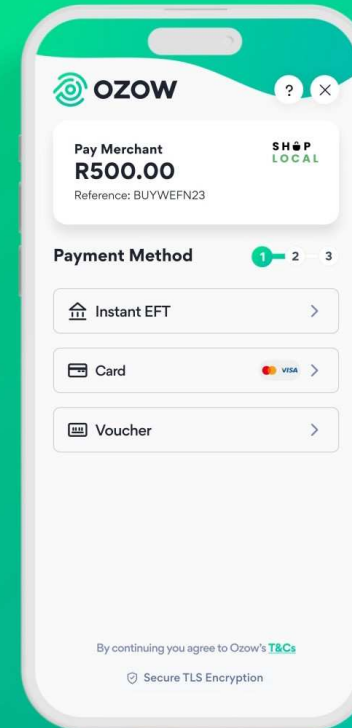 OZOW
?
Pay Merchant
SHOP
LOCAL
R500.00
Reference: BUYWEFN23
Payment Method
1 2 3
Instant EFT
Card
VISA
Voucher
By continuing you agree to Ozow's T&Cs
Secure TLS Encryption